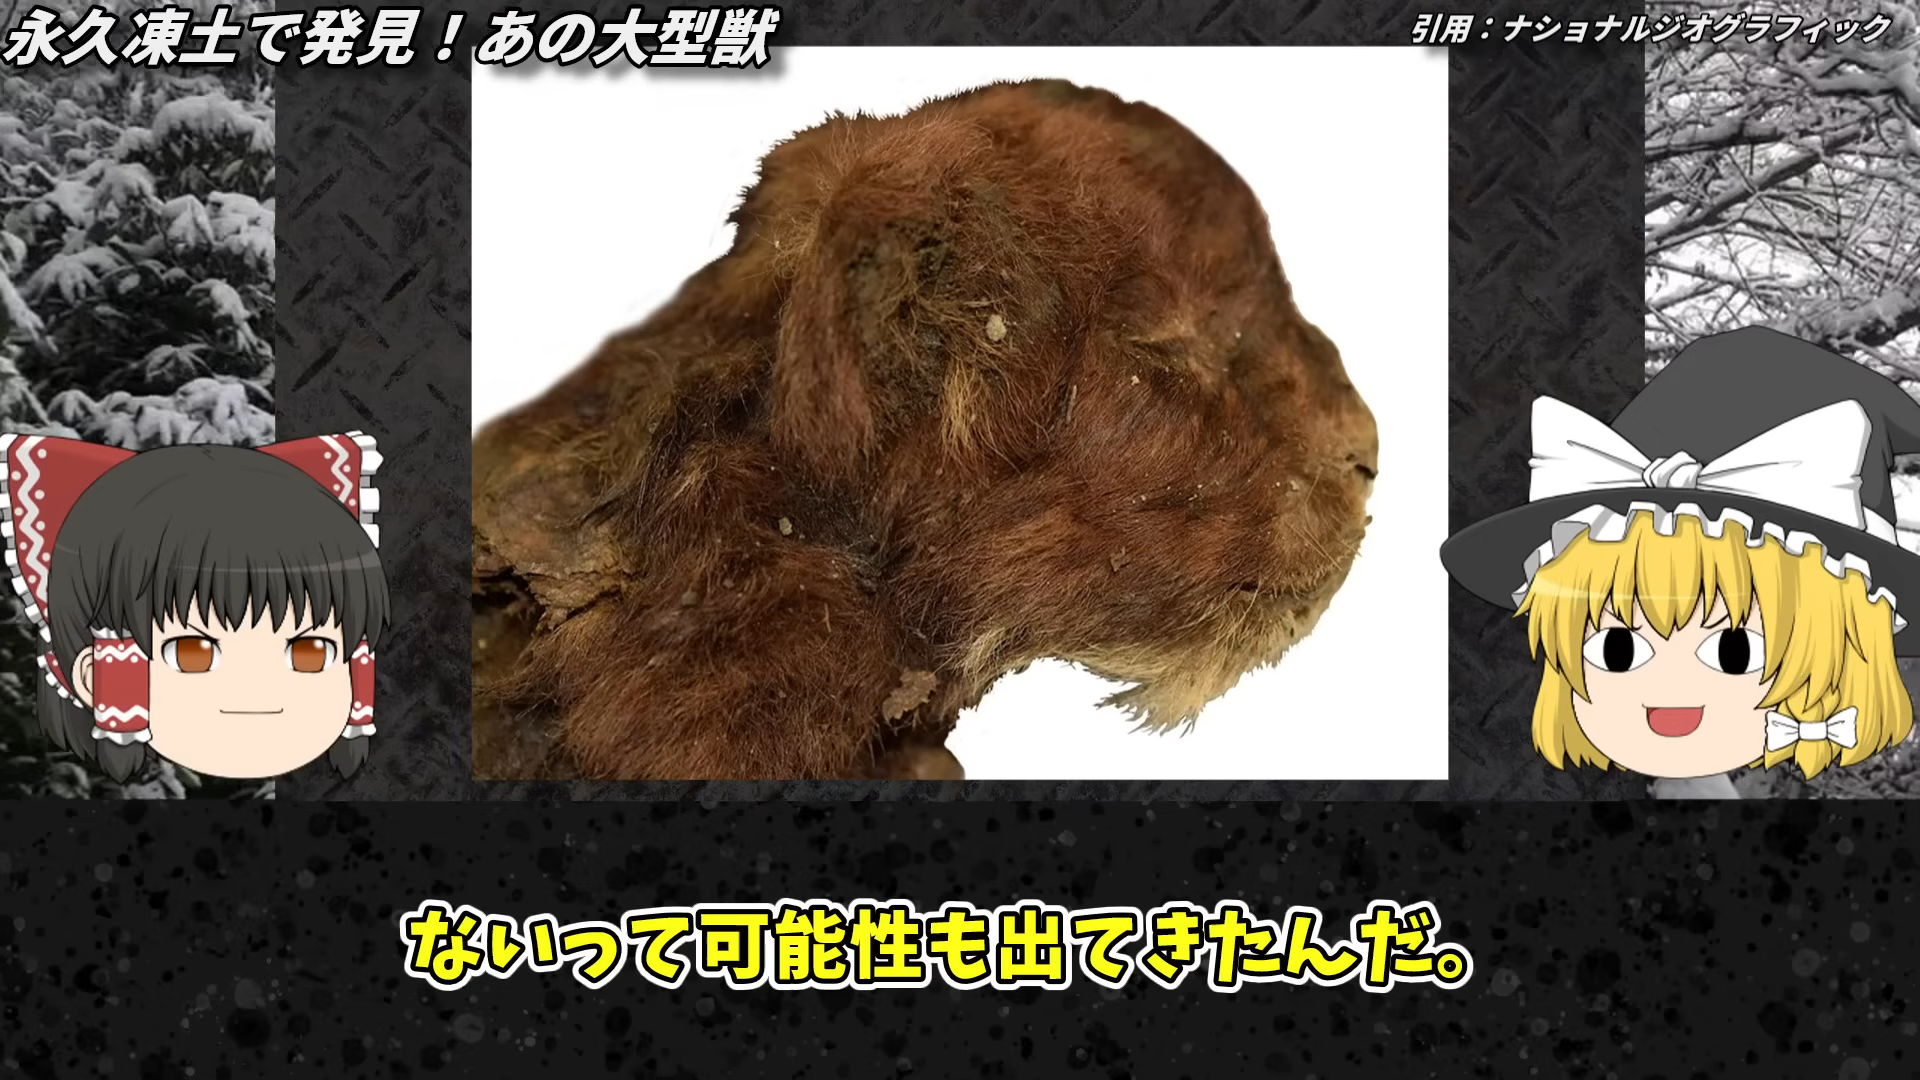 永久凍土で発見！あの大型獣
引用：ナショナルジオグラフィック
ないって可能性も出てきたんだ。